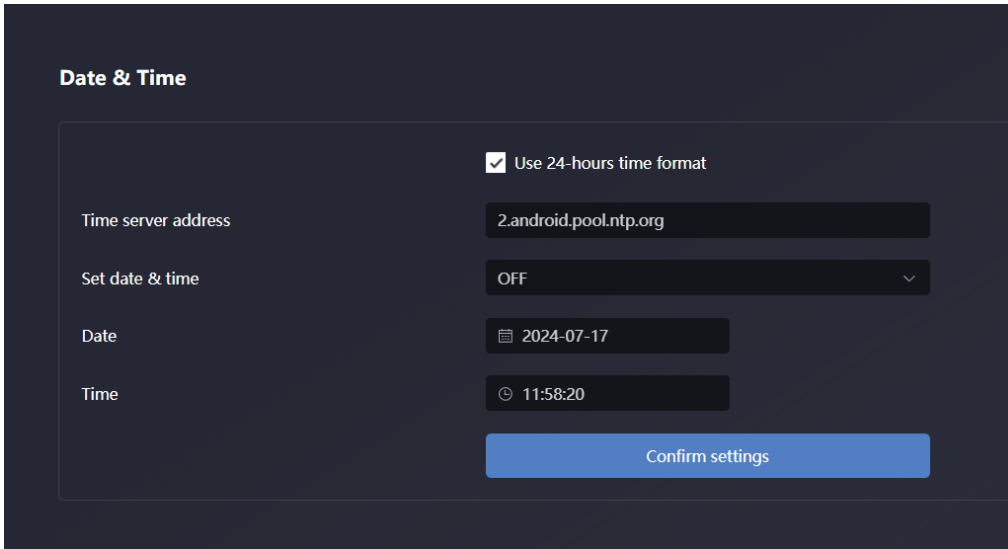 Date & Time
Use 24-hours time format
Time server address 2.android.pool.ntp.org
Set date & time OFF
Date 2024-07-17
Time 11:58:20
Confirm settings